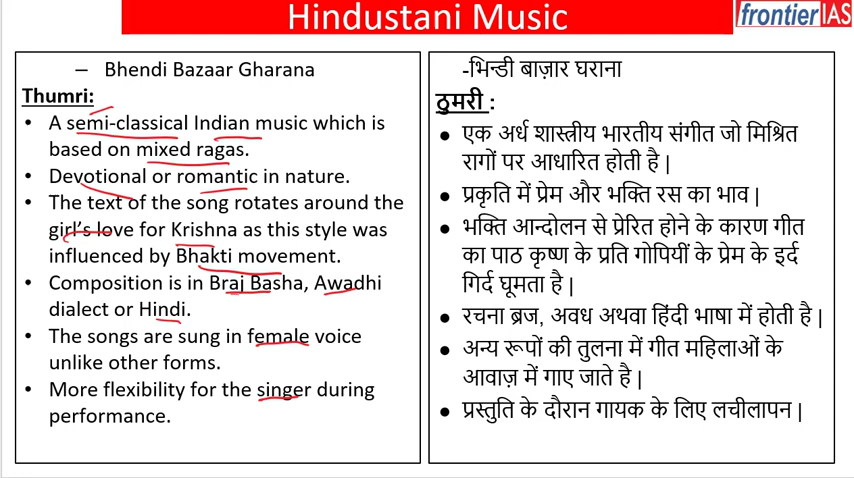 Hindustani Music
frontierIAS
– Bhendi Bazaar Gharana
Thumri:
• A semi-classical Indian music which is
based on mixed ragas.
• Devotional or romantic in nature.
• The text of the song rotates around the
girl's love for Krishna as this style was
influenced by Bhakti movement.
• Composition is in Braj Basha, Awadhi
dialect or Hindi.
• The songs are sung in female voice
unlike other forms.
• More flexibility for the singer during
performance.
-भिन्डी बाज़ार घराना
ठुमरी :
• एक अर्ध शास्त्रीय भारतीय संगीत जो मिश्रित
रागों पर आधारित होती है |
• प्रकृति में प्रेम और भक्ति रस का भाव |
• भक्ति आन्दोलन से प्रेरित होने के कारण गीत
का पाठ कृष्ण के प्रति गोपियीं के प्रेम के इर्द
गिर्द घूमता है |
• रचना ब्रज, अवध अथवा हिंदी भाषा में होती है |
• अन्य रूपों की तुलना में गीत महिलाओं के
आवाज़ में गाए जाते है |
• प्रस्तुति के दौरान गायक के लिए लचीलापन |